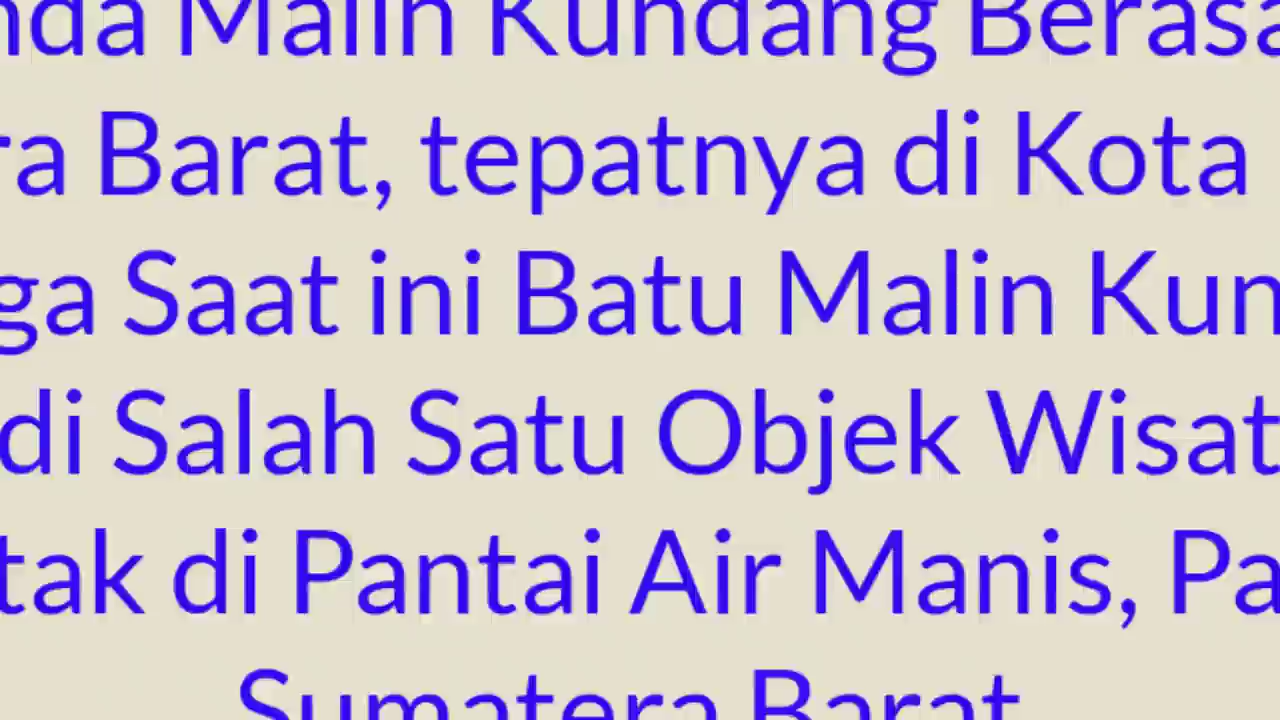 nda Malin Kundang Berasa
ra Barat, tepatnya di Kota
ga Saat ini Batu Malin Kun
di Salah Satu Objek Wisat
tak di Pantai Air Manis, Pa
Sumatera Barat